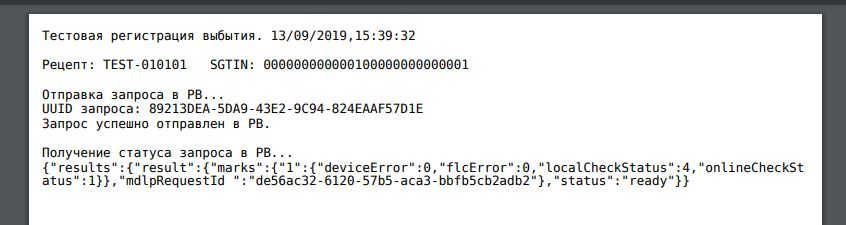 Тестовая регистрация выбытия. 13/09/2019,15:39:32
Рецепт: TEST-010101   SGTIN: 000000000000100000000000001
Отправка запроса в РВ...
UUID запроса: 89213DEA-5DA9-43E2-9C94-824EAAF57D1E
Запрос успешно отправлен в РВ.
Получение статуса запроса в РВ...
{"results":{"result":{"marks":{"1":{"deviceError":0,"flcError":0,"localCheckStatus":4,"onlineCheckSt
atus":1}},"mdlpRequestId ":"de56ac32-6120-57b5-aca3-bbfb5cb2adb2"},"status":"ready"}}